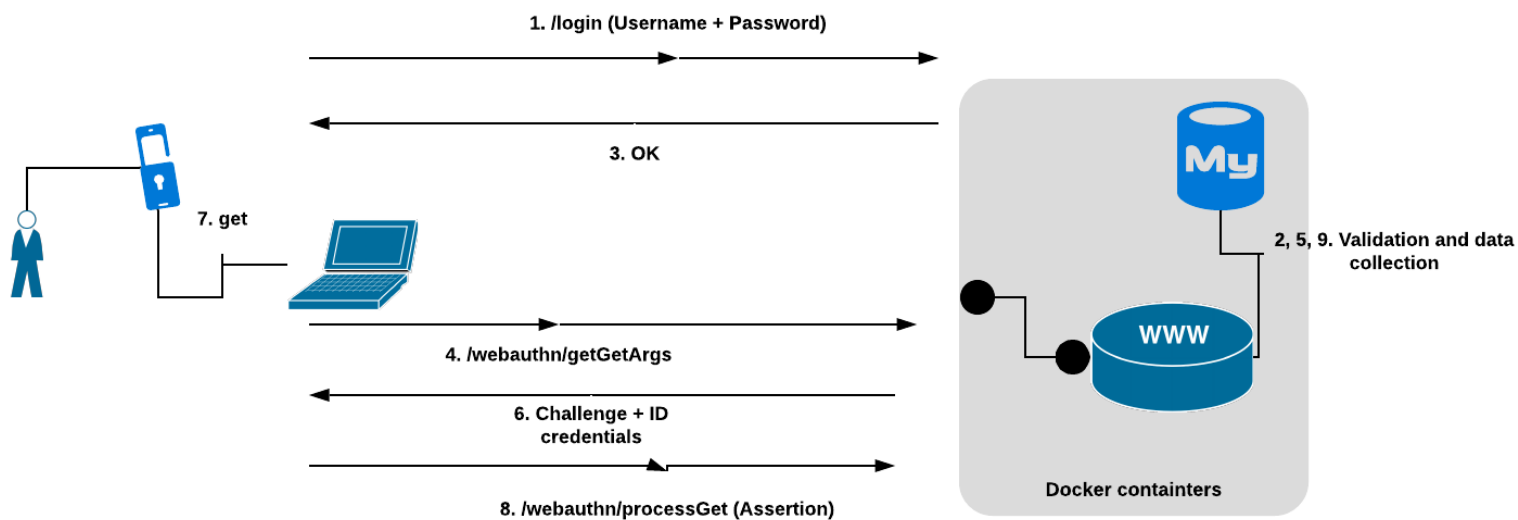 1. /login (Username + Password)
3. OK
My
7. get
2, 5, 9. Validation and data
collection
WWW
4. /webauthn/getGetArgs
6. Challenge + ID
credentials
Docker containters
8. /webauthn/processGet (Assertion)